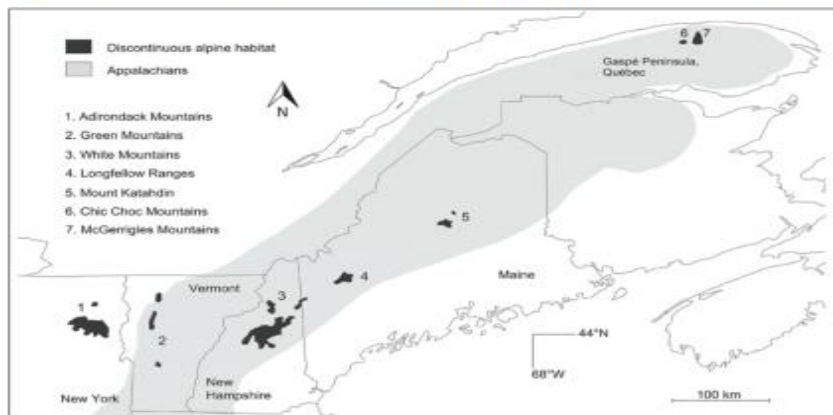 Discontinuous alpine habitat
Appalachians
N
1. Adirondack Mountains
2. Green Mountains
3. White Mountains
4. Longfellow Ranges
5. Mount Katahdin
6. Chic Choc Mountains
7. McGerrigles Mountains
6 7
Gaspé Peninsula,
Québec
5
4
Maine
Vermont
3
1
2
44°N
68°W
New York
New
Hampshire
100 km